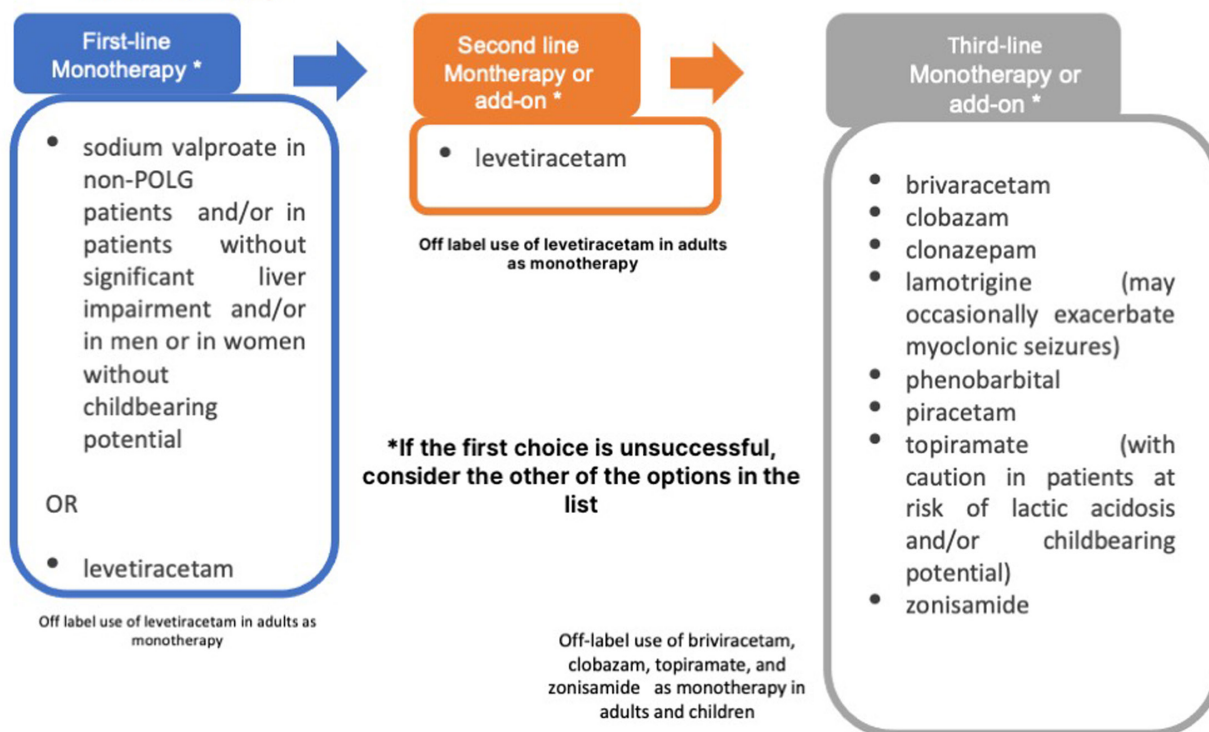 First-line
Monotherapy *
• sodium valproate in
non-POLG
patients and/or in
patients without
significant liver
impairment and/or
in men or in women
without
childbearing
potential
OR
• levetiracetam
Off label use of levetiracetam in adults as
monotherapy
Second line
Montherapy or
add-on *
• levetiracetam
Off label use of levetiracetam in adults
as monotherapy
*If the first choice is unsuccessful,
consider the other of the options in the
list
Off-label use of briviracetam,
clobazam, topiramate, and
zonisamide as monotherapy in
adults and children
Third-line
Monotherapy or
add-on *
• brivaracetam
• clobazam
• clonazepam
• lamotrigine (may
occasionally exacerbate
myoclonic seizures)
• phenobarbital
• piracetam
• topiramate (with
caution in patients at
risk of lactic acidosis
and/or childbearing
potential)
• zonisamide